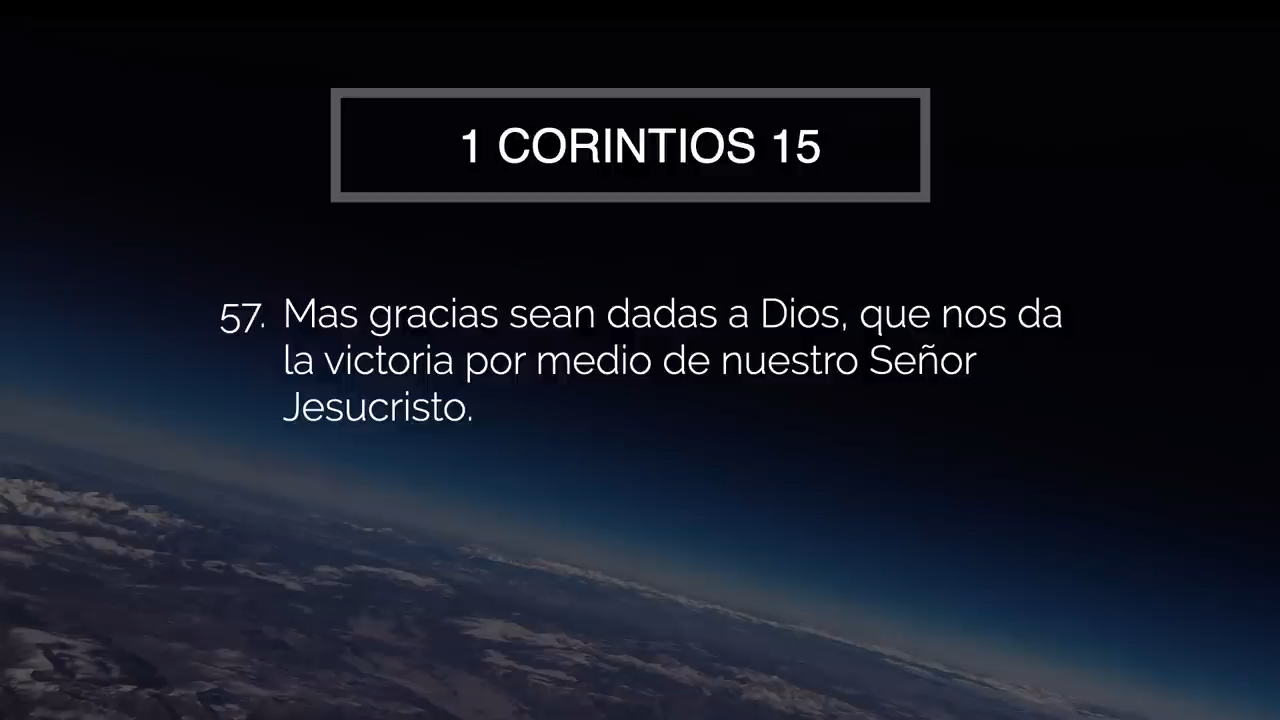 1 CORINTIOS 15
57. Mas gracias sean dadas a Dios, que nos da
la victoria por medio de nuestro Señor
Jesucristo.